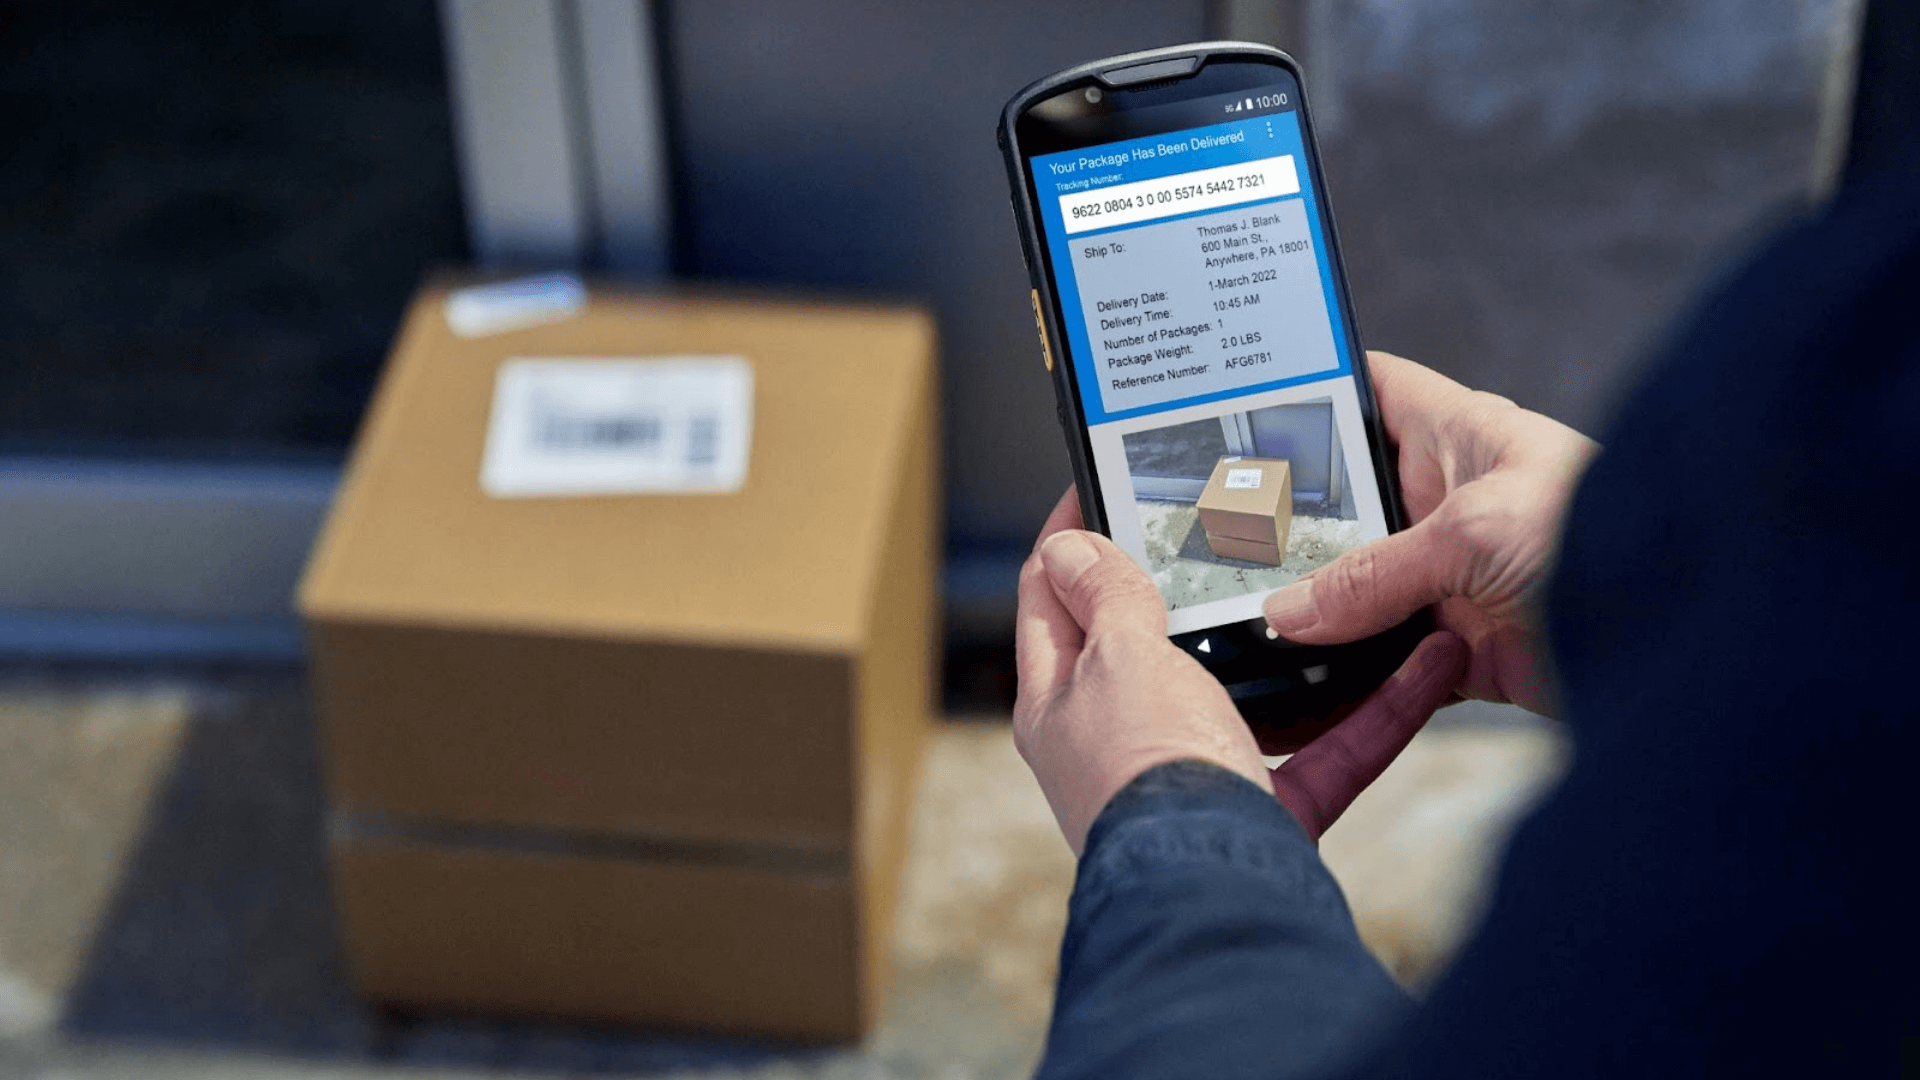 5G 10:00
Your Package Has Been Delivered
Tracking Number:
9622 0804 3 0 00 5574 5442 7321
Ship To: Thomas J. Blank
600 Main St.,
Anywhere, PA 18001
Delivery Date: 1-March 2022
Delivery Time: 10:45 AM
Number of Packages: 1
Package Weight: 2.0 LBS
Reference Number: AFG6781